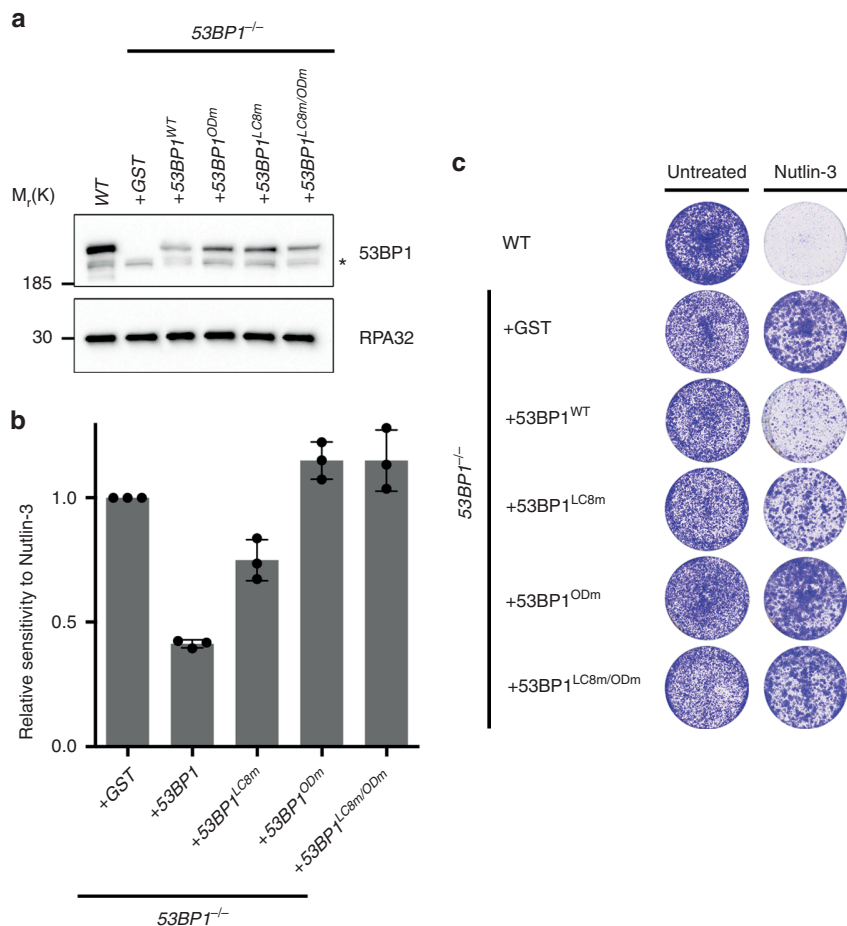 a
53BP1–/–
WT
+GST
+53BP1WT
+53BP1ODm
+53BP1LC8m
+53BP1LC8m/ODm
Mr(K)
53BP1
*
185
30
RPA32
b
Relative sensitivity to Nutlin-3
1.0
0.5
0.0
+GST
+53BP1
+53BP1LC8m
+53BP1ODm
+53BP1LC8m/ODm
53BP1–/–
c
Untreated
Nutlin-3
WT
53BP1–/–
+GST
+53BP1WT
+53BP1LC8m
+53BP1ODm
+53BP1LC8m/ODm